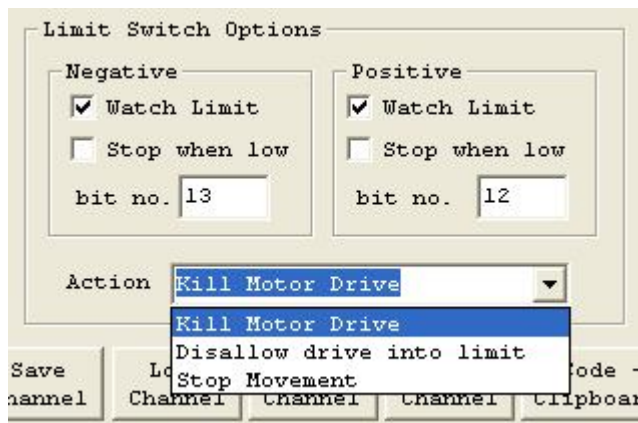 Limit Switch Options
Negative
Positive
Watch Limit
Watch Limit
Stop when low
Stop when low
bit no. 13
bit no. 12
Action Kill Motor Drive
Kill Motor Drive
Disallow drive into limit
Stop Movement
Save
Channel Channel Channel